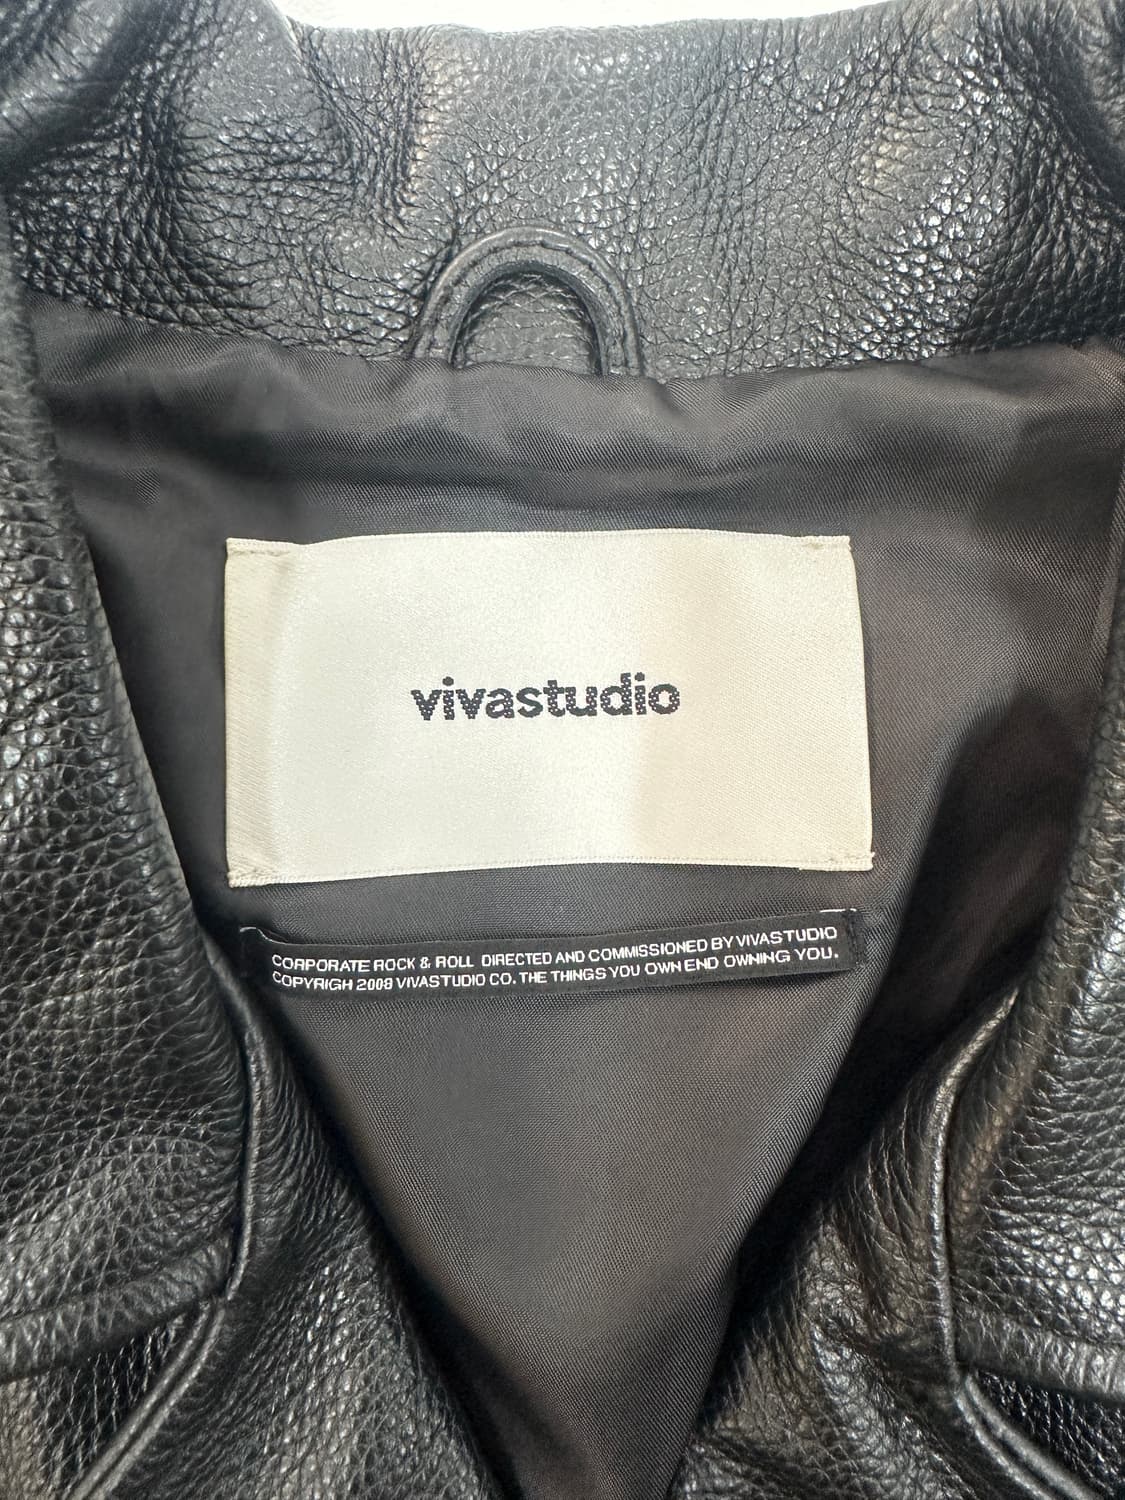 vivastudio
CORPORATE ROCK & ROLL DIRECTED AND COMMISSIONED BY VIVASTUDIO
COPYRIGH 2008 VIVASTUDIO CO. THE THINGS YOU OWN END OWNING YOU.